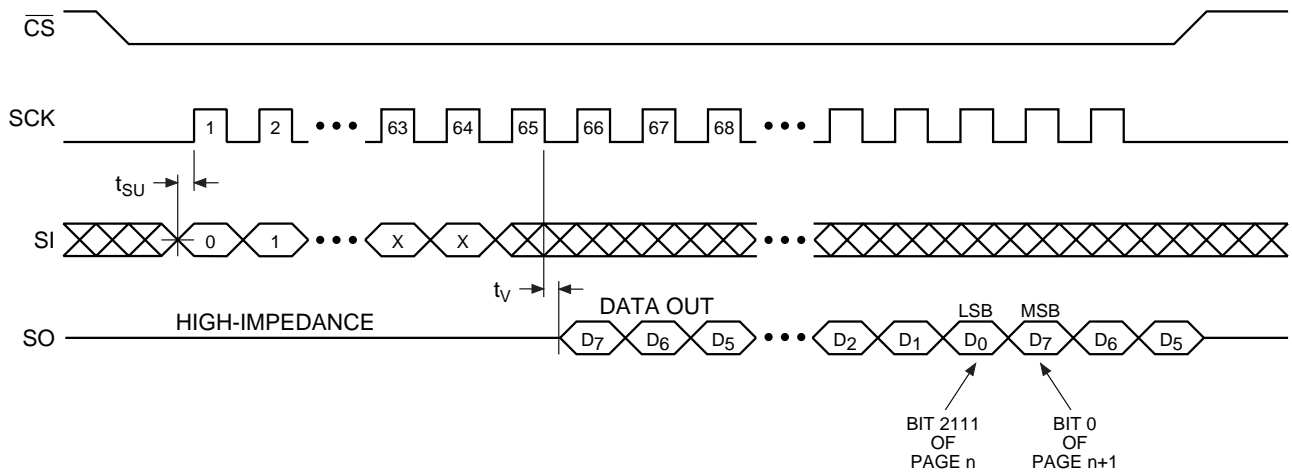 CS
SCK
1 2 ••• 63 64 65 66 67 68 •••
tSU
SI
0 1 ••• X X •••
tV
DATA OUT
HIGH-IMPEDANCE
LSB MSB
SO
D7 D6 D5 ••• D2 D1 D0 D7 D6 D5
BIT 2111
OF
PAGE n
BIT 0
OF
PAGE n+1